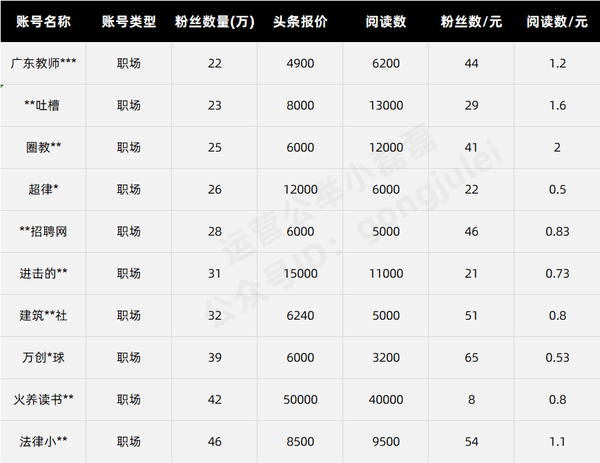 账号名称 账号类型 粉丝数量(万) 头条报价 阅读数 粉丝数/元 阅读数/元
广东教师*** 职场 22 4900 6200 44 1.2
**吐槽 职场 23 8000 13000 29 1.6
圈教** 职场 25 6000 12000 41 2
超律* 职场 26 12000 6000 22 0.5
**招聘网 职场 28 6000 5000 46 0.83
进击的** 职场 31 15000 11000 21 0.73
建筑**社 职场 32 6240 5000 51 0.8
万创*球 职场 39 6000 3200 65 0.53
火养读书** 职场 42 50000 40000 8 0.8
法律小** 职场 46 8500 9500 54 1.1
运营公举小磊磊
公众号ID：gongjulei